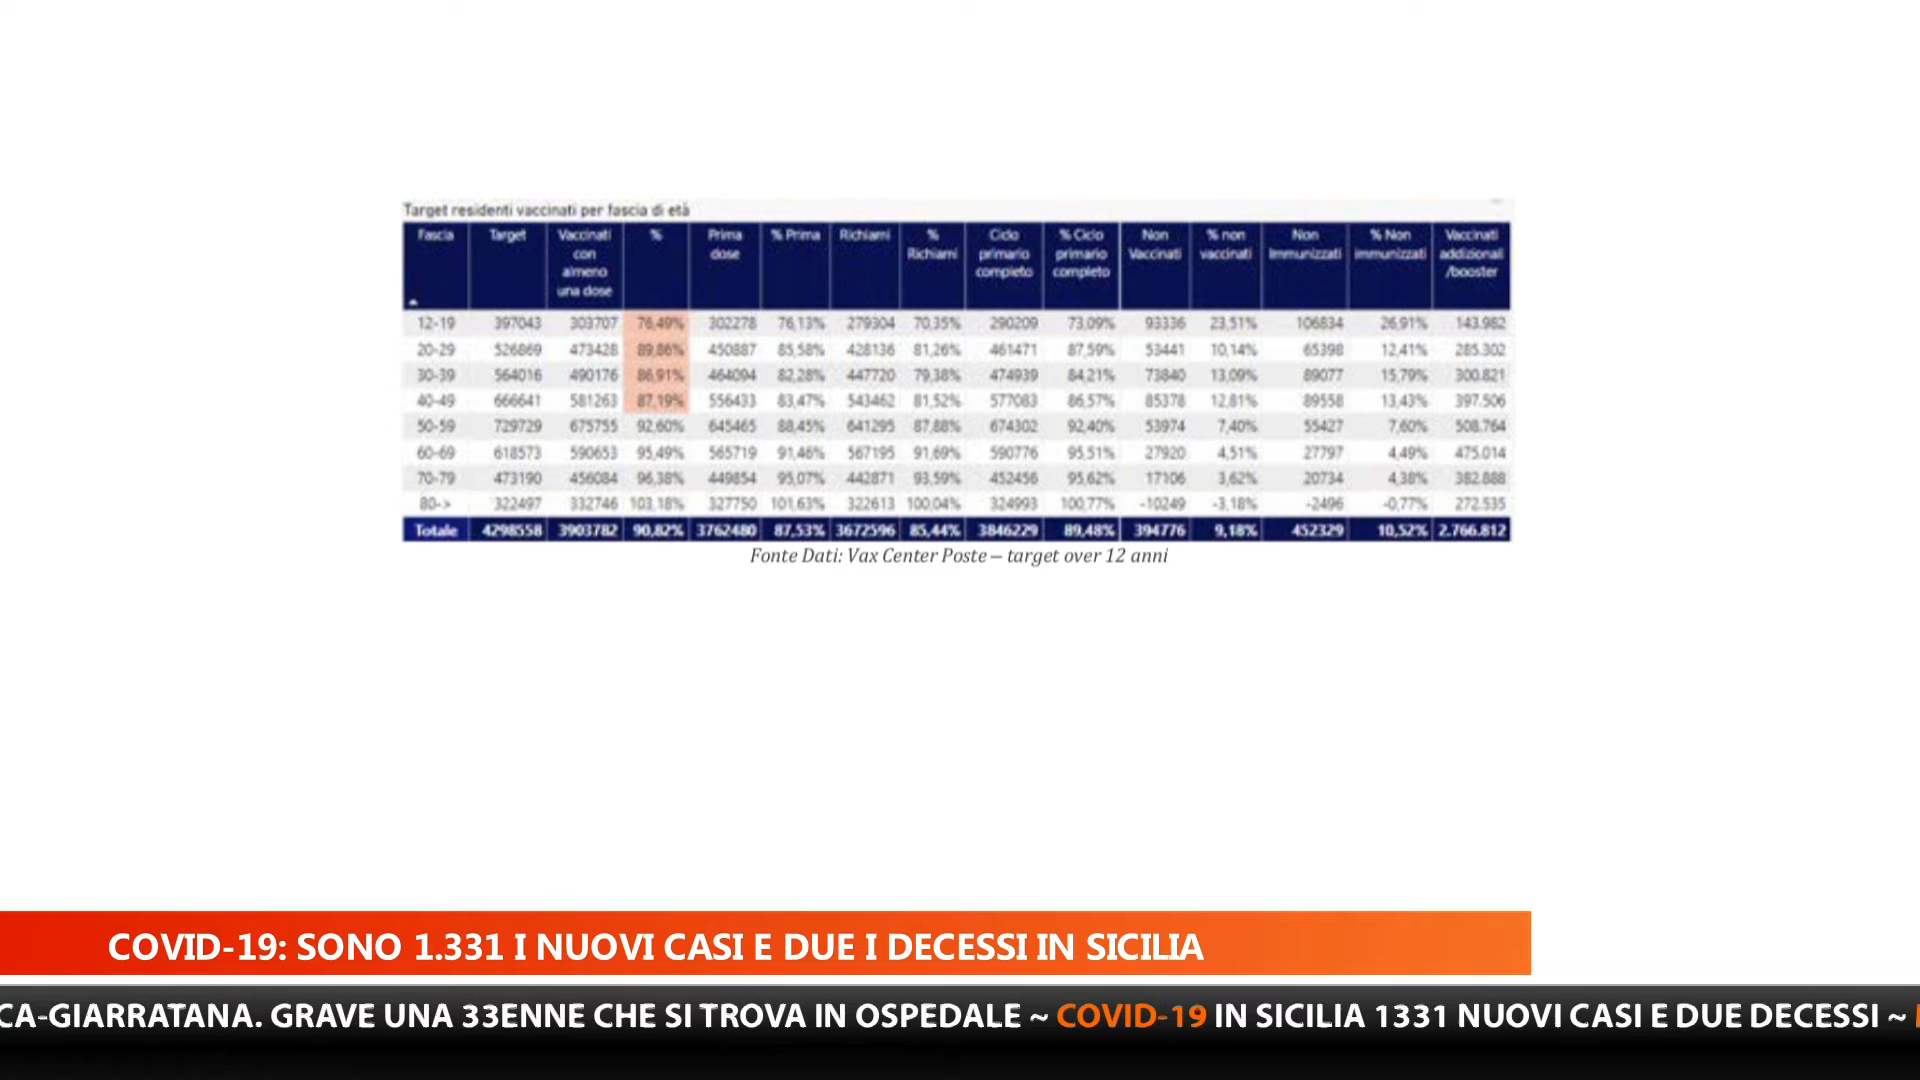 Target residenti vaccinati per fascia di età
Fascia Target Vaccinati con almeno una dose % Prima dose % Prima Richiami % Richiami Ciclo primario completo % Ciclo primario completo Non Vaccinati % non vaccinati Non Immunizzati % Non immunizzati Vaccinati addizionali /booster
12-19 397043 303707 76,49% 302278 76,13% 279304 70,35% 290209 73,09% 93336 23,51% 106834 26,91% 143.982
20-29 526869 473428 89,86% 450887 85,58% 428136 81,26% 461471 87,59% 53441 10,14% 65398 12,41% 285.302
30-39 564016 490176 86,91% 464094 82,28% 447720 79,38% 474939 84,21% 73840 13,09% 89077 15,79% 300.821
40-49 666641 581263 87,19% 556433 83,47% 543462 81,52% 577083 86,57% 85378 12,81% 89558 13,43% 397.506
50-59 729729 675755 92,60% 645465 88,45% 641295 87,88% 674302 92,40% 53974 7,40% 55427 7,60% 508.764
60-69 618573 590653 95,49% 565719 91,46% 567195 91,69% 590776 95,51% 27920 4,51% 27797 4,49% 475.014
70-79 473190 456084 96,38% 449854 95,07% 442871 93,59% 452456 95,62% 17106 3,62% 20734 4,38% 382.888
80-> 322497 332746 103,18% 327750 101,63% 322613 100,04% 324993 100,77% -10249 -3,18% -2496 -0,77% 272.535
Totale 4298558 3903782 90,82% 3762480 87,53% 3672596 85,44% 3846229 89,48% 394776 9,18% 452329 10,52% 2.766.812
Fonte Dati: Vax Center Poste – target over 12 anni
COVID-19: SONO 1.331 I NUOVI CASI E DUE I DECESSI IN SICILIA
CA-GIARRATANA. GRAVE UNA 33ENNE CHE SI TROVA IN OSPEDALE ~ COVID-19 IN SICILIA 1331 NUOVI CASI E DUE DECESSI ~